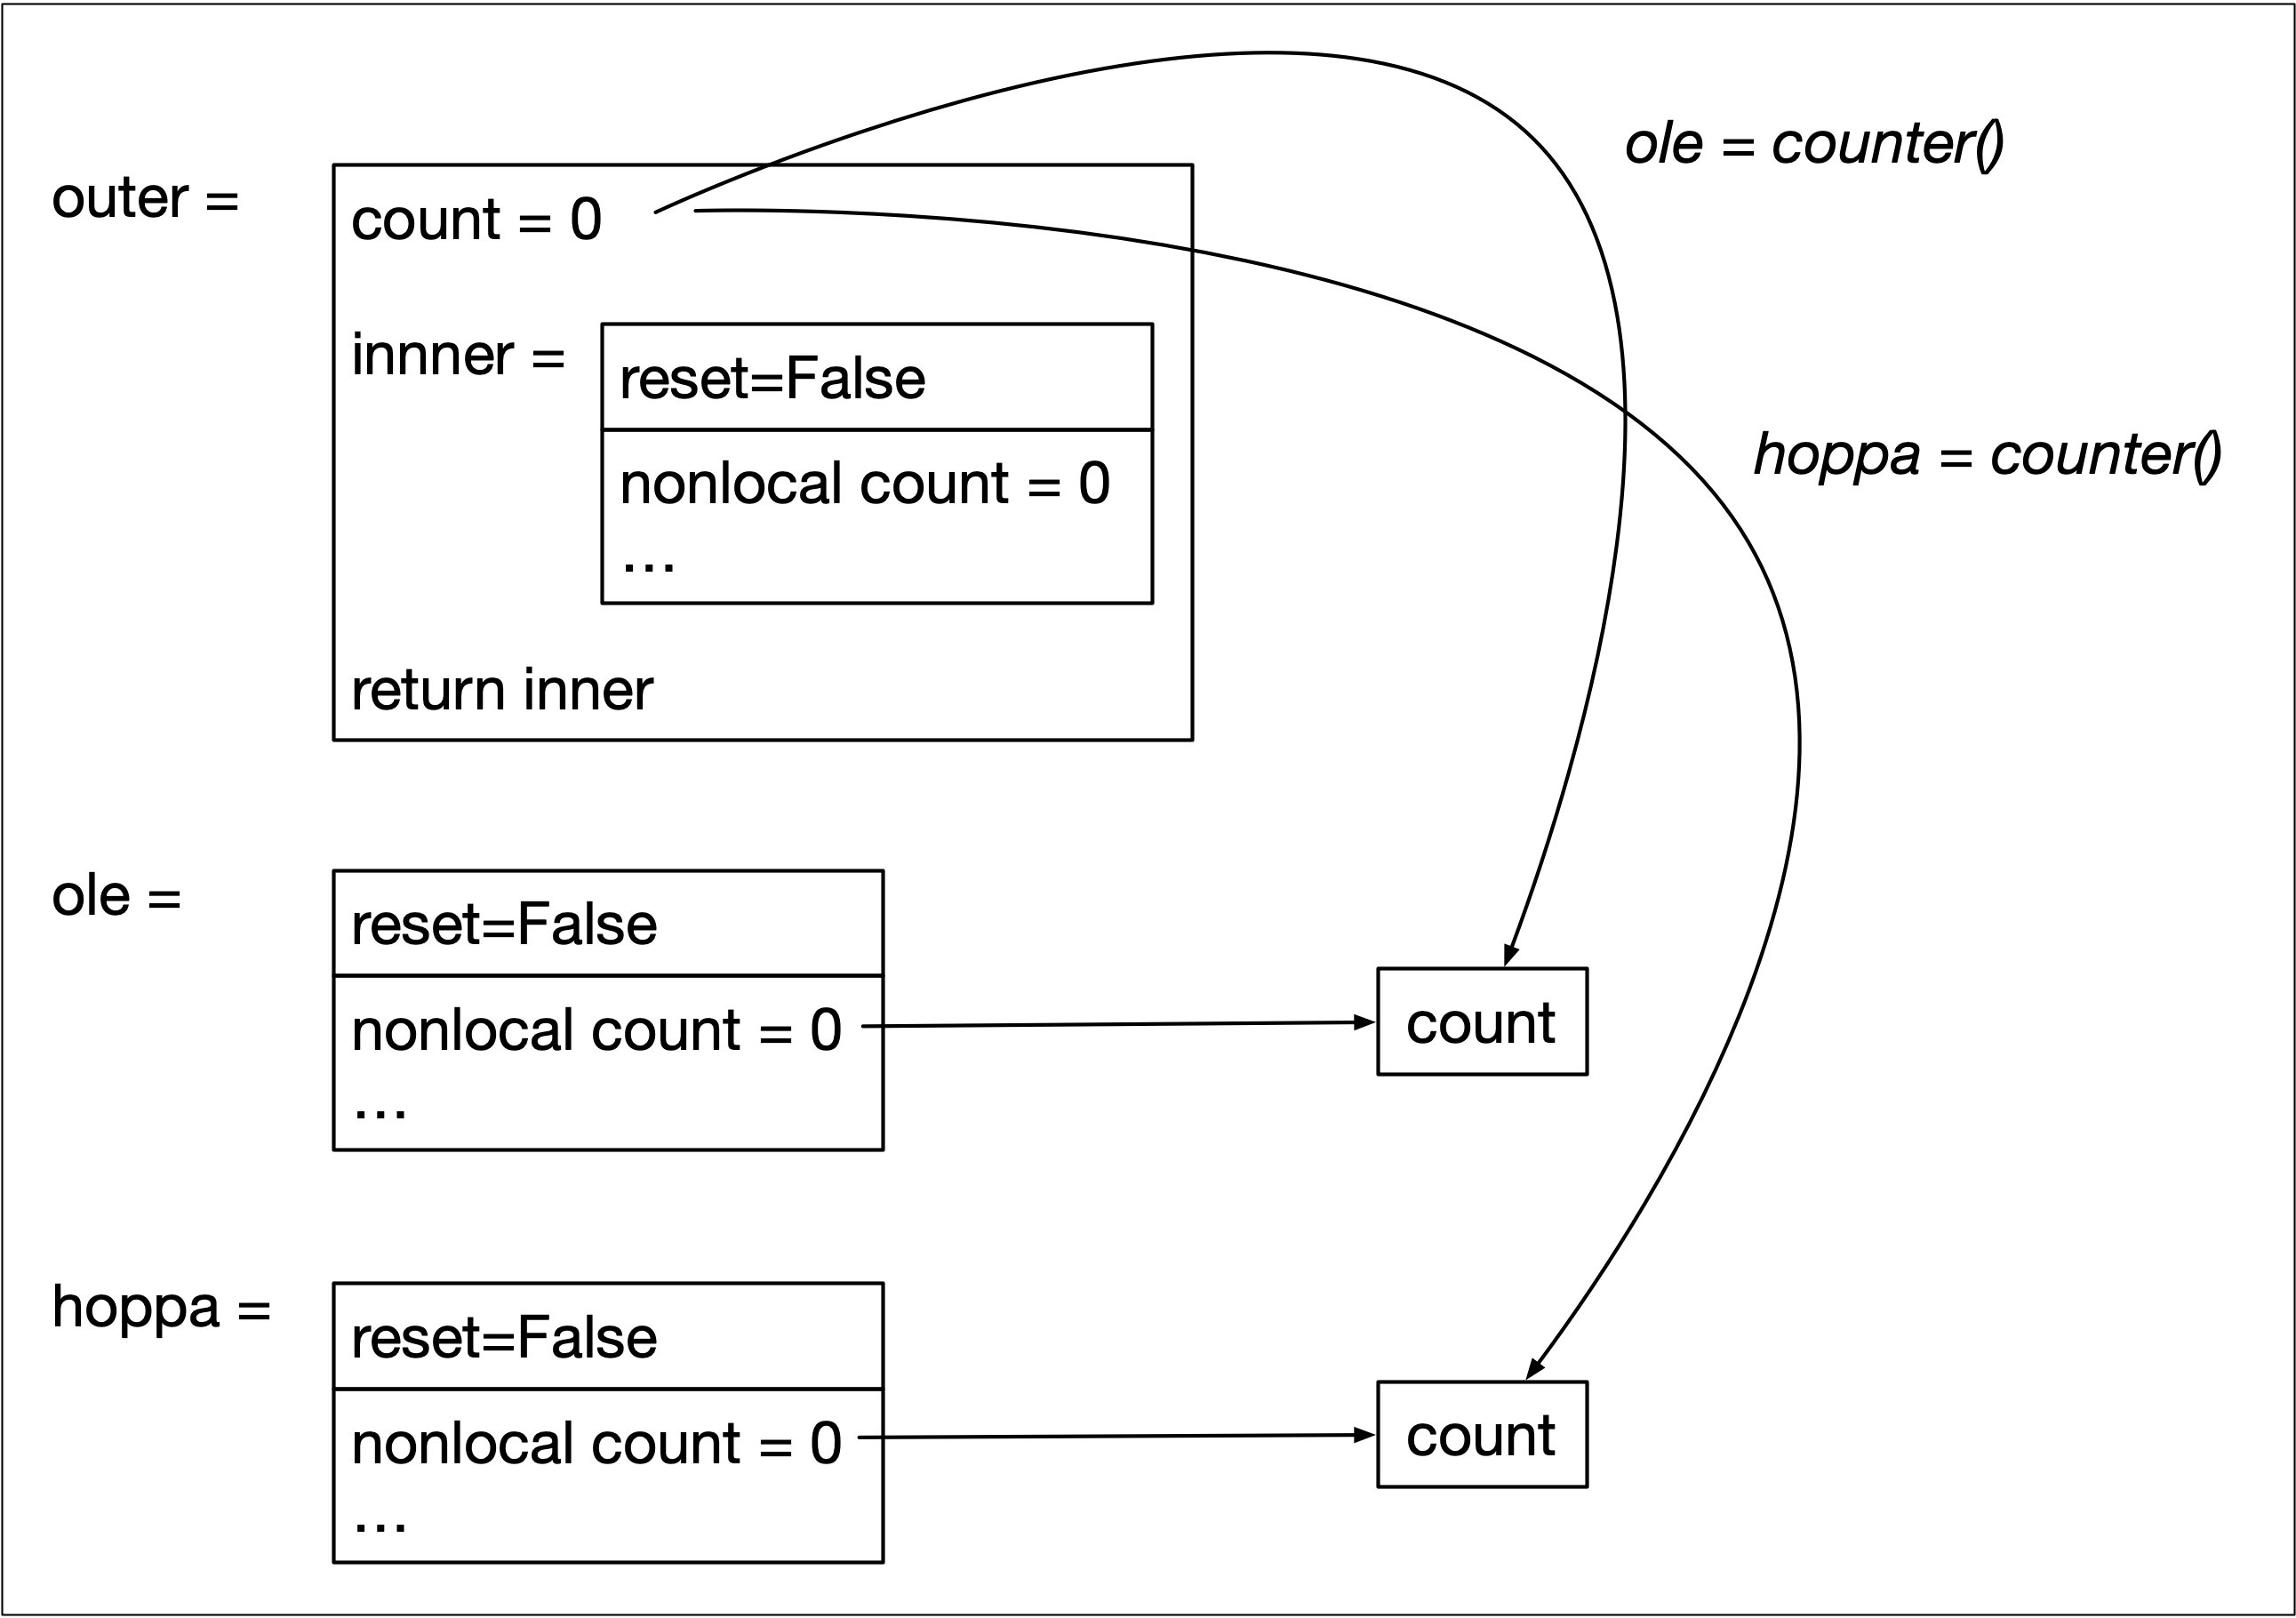 ole = counter()
outer =
count = 0
innner =
reset=False
hoppa = counter()
nonlocal count = 0
...
return inner
ole =
reset=False
nonlocal count = 0
count
...
hoppa =
reset=False
nonlocal count = 0
count
...